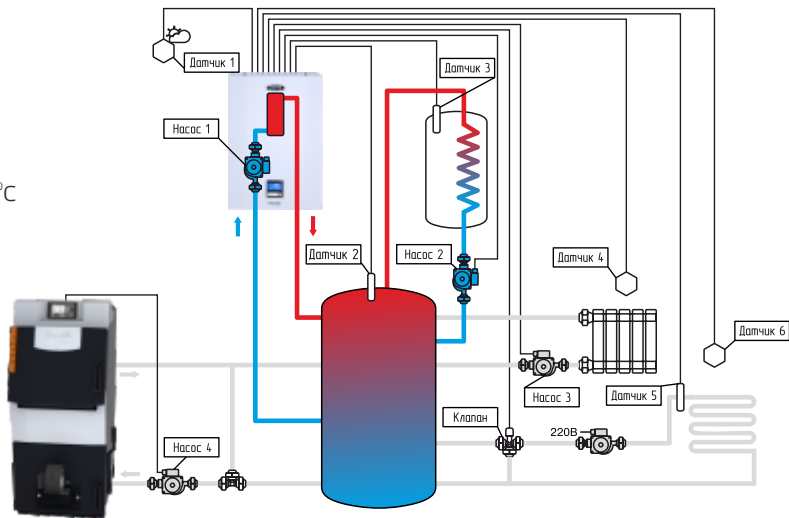 Датчик 1
Датчик 3
Насос 1
°C
Датчик 2
Насос 2
Датчик 4
Датчик 6
Насос 3
Датчик 5
Клапан
220В
Насос 4